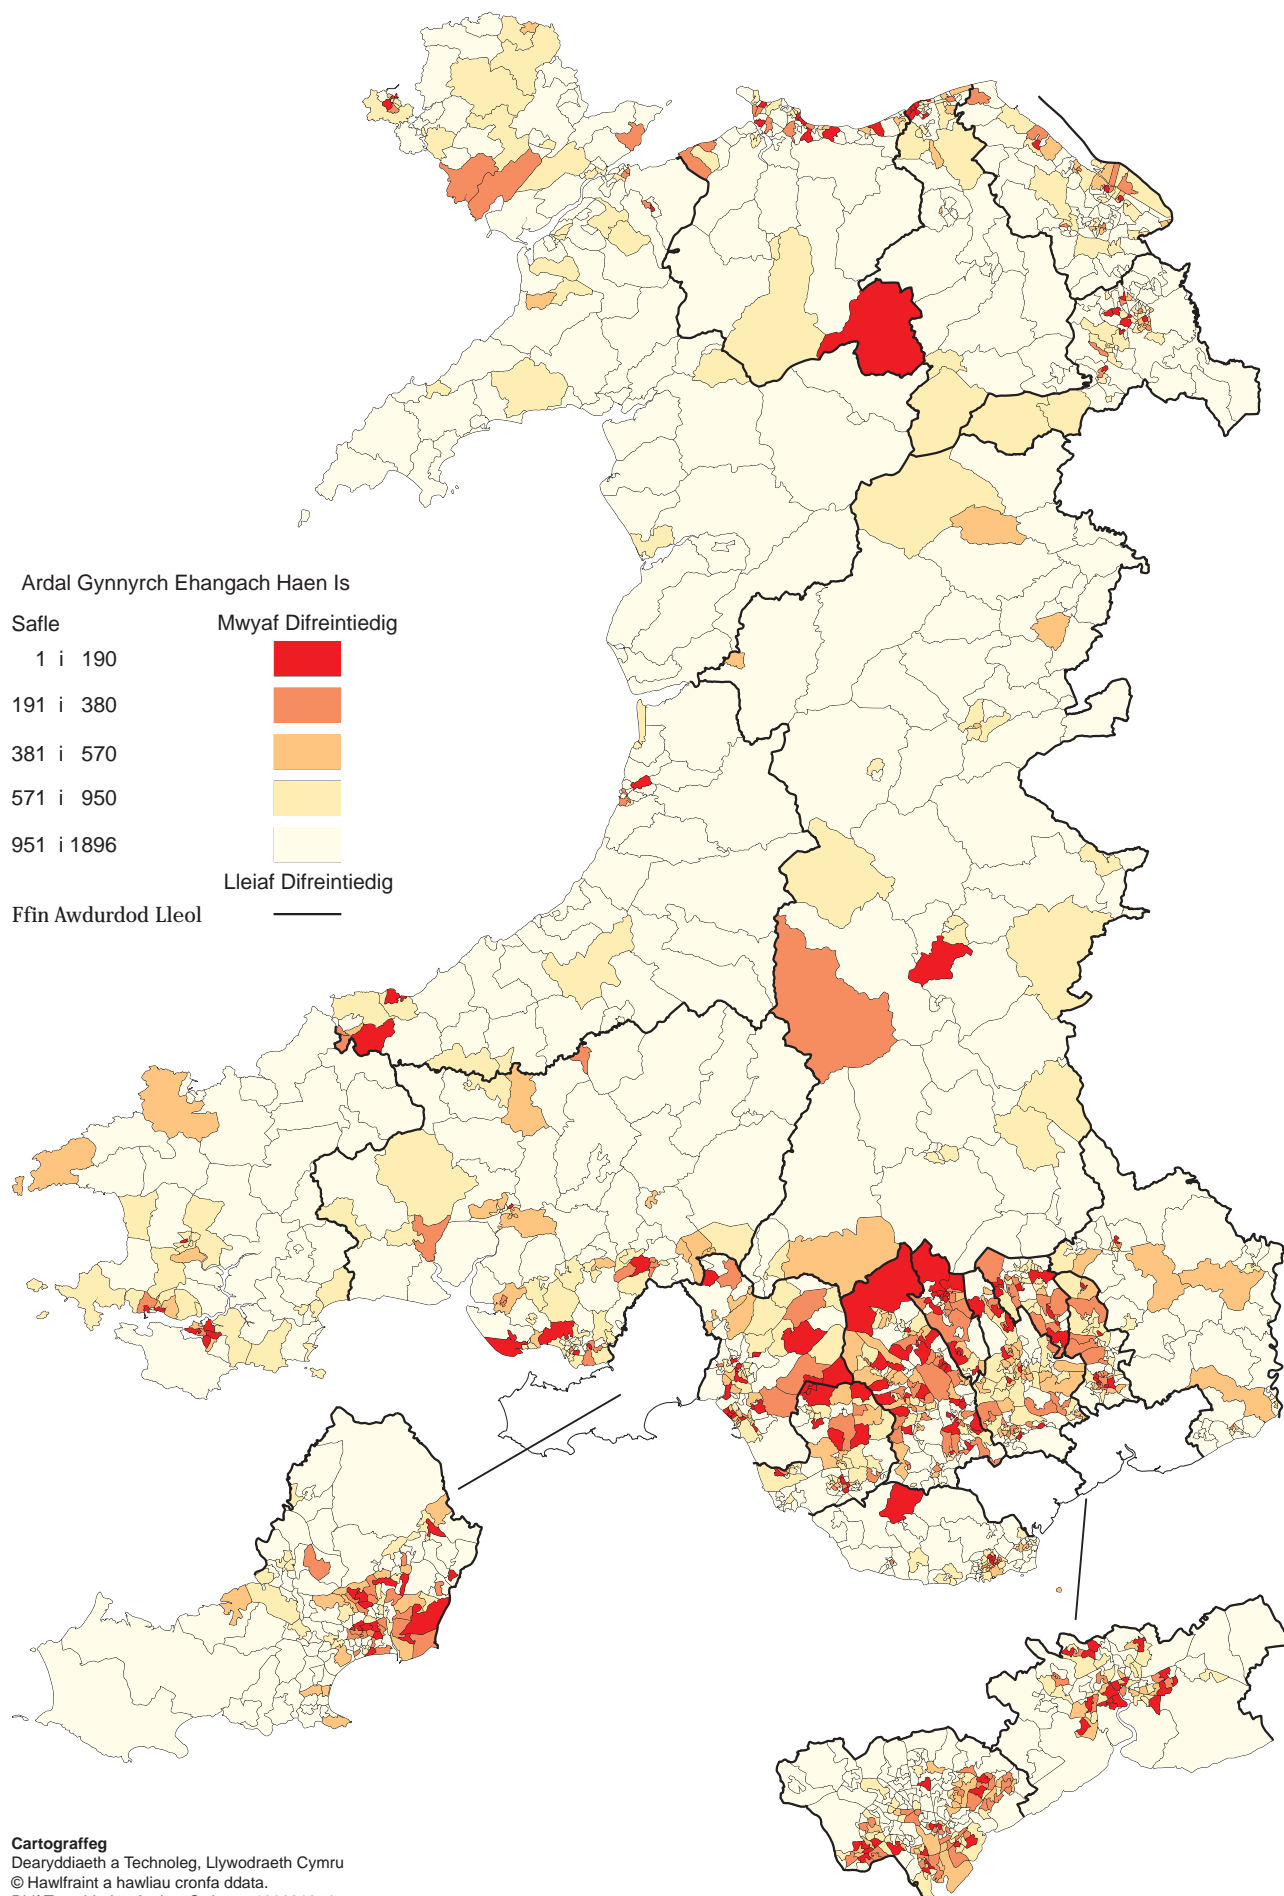 Ardal Gynnyrch Ehangach Haen Is
Safle Mwyaf Difreintiedig
1 i 190
191 i 380
381 i 570
571 i 950
951 i 1896
Lleiaf Difreintiedig
Ffin Awdurdod Lleol
Cartograffeg
Dearyddiaeth a Technoleg, Llywodraeth Cymru
© Hawlfraint a hawliau cronfa ddata.